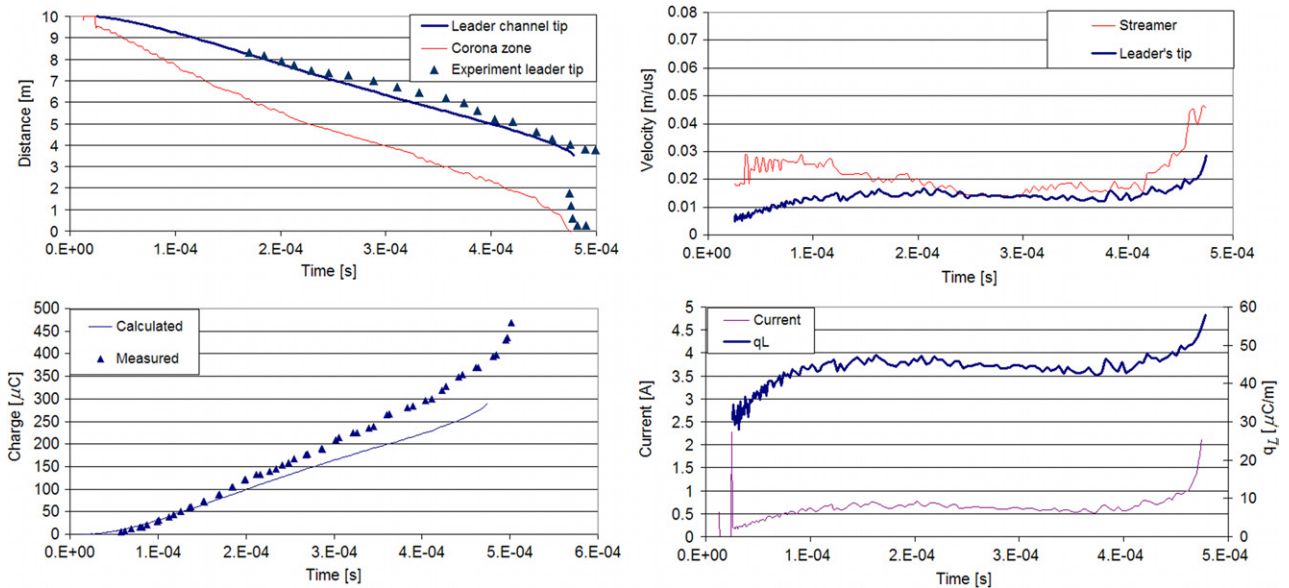 10
9
8
7
6
5
4
3
2
1
0
Distance [m]
Leader channel tip
Corona zone
Experiment leader tip
0.E+00 1.E-04 2.E-04 3.E-04 4.E-04 5.E-04
Time [s]
0.08
0.07
0.06
0.05
0.04
0.03
0.02
0.01
0
Velocity [m/us]
Streamer
Leader's tip
0.E+00 1.E-04 2.E-04 3.E-04 4.E-04 5.E-04
Time [s]
500
450
400
350
300
250
200
150
100
50
0
Charge [μC]
Calculated
Measured
0.E+00 1.E-04 2.E-04 3.E-04 4.E-04 5.E-04 6.E-04
Time [s]
5
4.5
4
3.5
3
2.5
2
1.5
1
0.5
0
Current [A]
Current
qL
60
50
40
30
20
10
0
qL [μC/m]
0.E+00 1.E-04 2.E-04 3.E-04 4.E-04 5.E-04
Time [s]